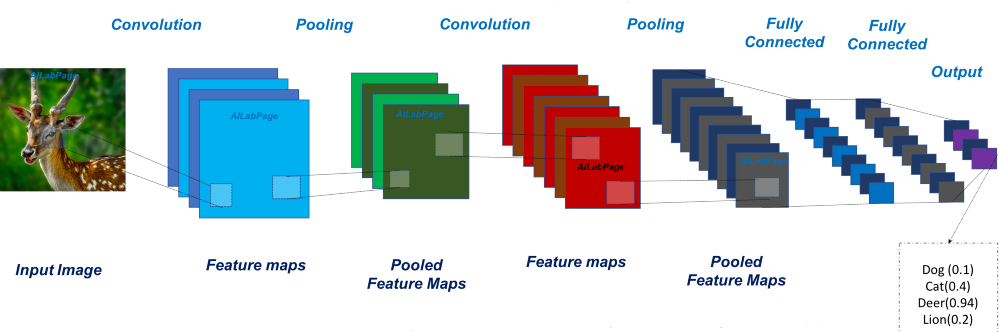 Convolution
Pooling
Convolution
Pooling
Fully
Connected
Fully
Connected
Output
AILabPage
AILabPage
AILabPage
AILabPage
AILabPage
Input Image
Feature maps
Pooled
Feature Maps
Feature maps
Pooled
Feature Maps
Dog (0.1)
Cat(0.4)
Deer(0.94)
Lion(0.2)